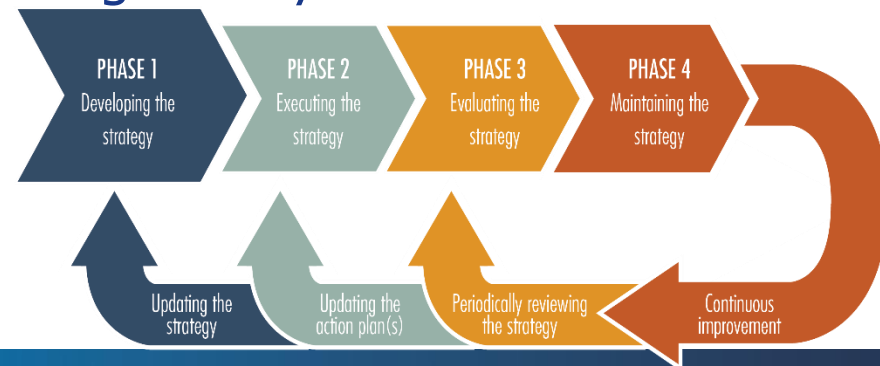 PHASE 1
Developing the
strategy
PHASE 2
Executing the
strategy
PHASE 3
Evaluating the
strategy
PHASE 4
Maintaining the
strategy
Updating the
strategy
Updating the
action plan(s)
Periodically reviewing
the strategy
Continuous
improvement